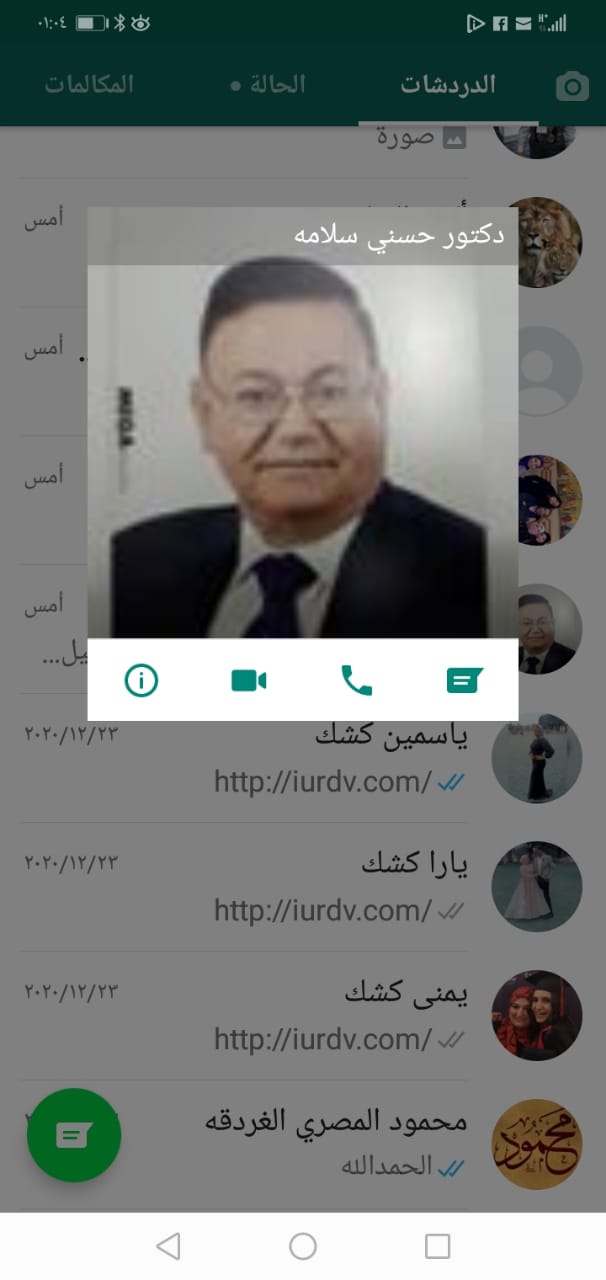 ٠١:٠٤
الدردشات
الحالة
المكالمات
صورة
أمس
دكتور حسني سلامه
أمس
MEGA
أمس
أمس
يل...
ياسمين كشك
٢٠٢٠/١٢/٢٣
http://iurdv.com/
يارا كشك
٢٠٢٠/١٢/٢٣
http://iurdv.com/
يمنى كشك
٢٠٢٠/١٢/٢٣
http://iurdv.com/
محمود المصري الغردقه
الحمدالله
محمود